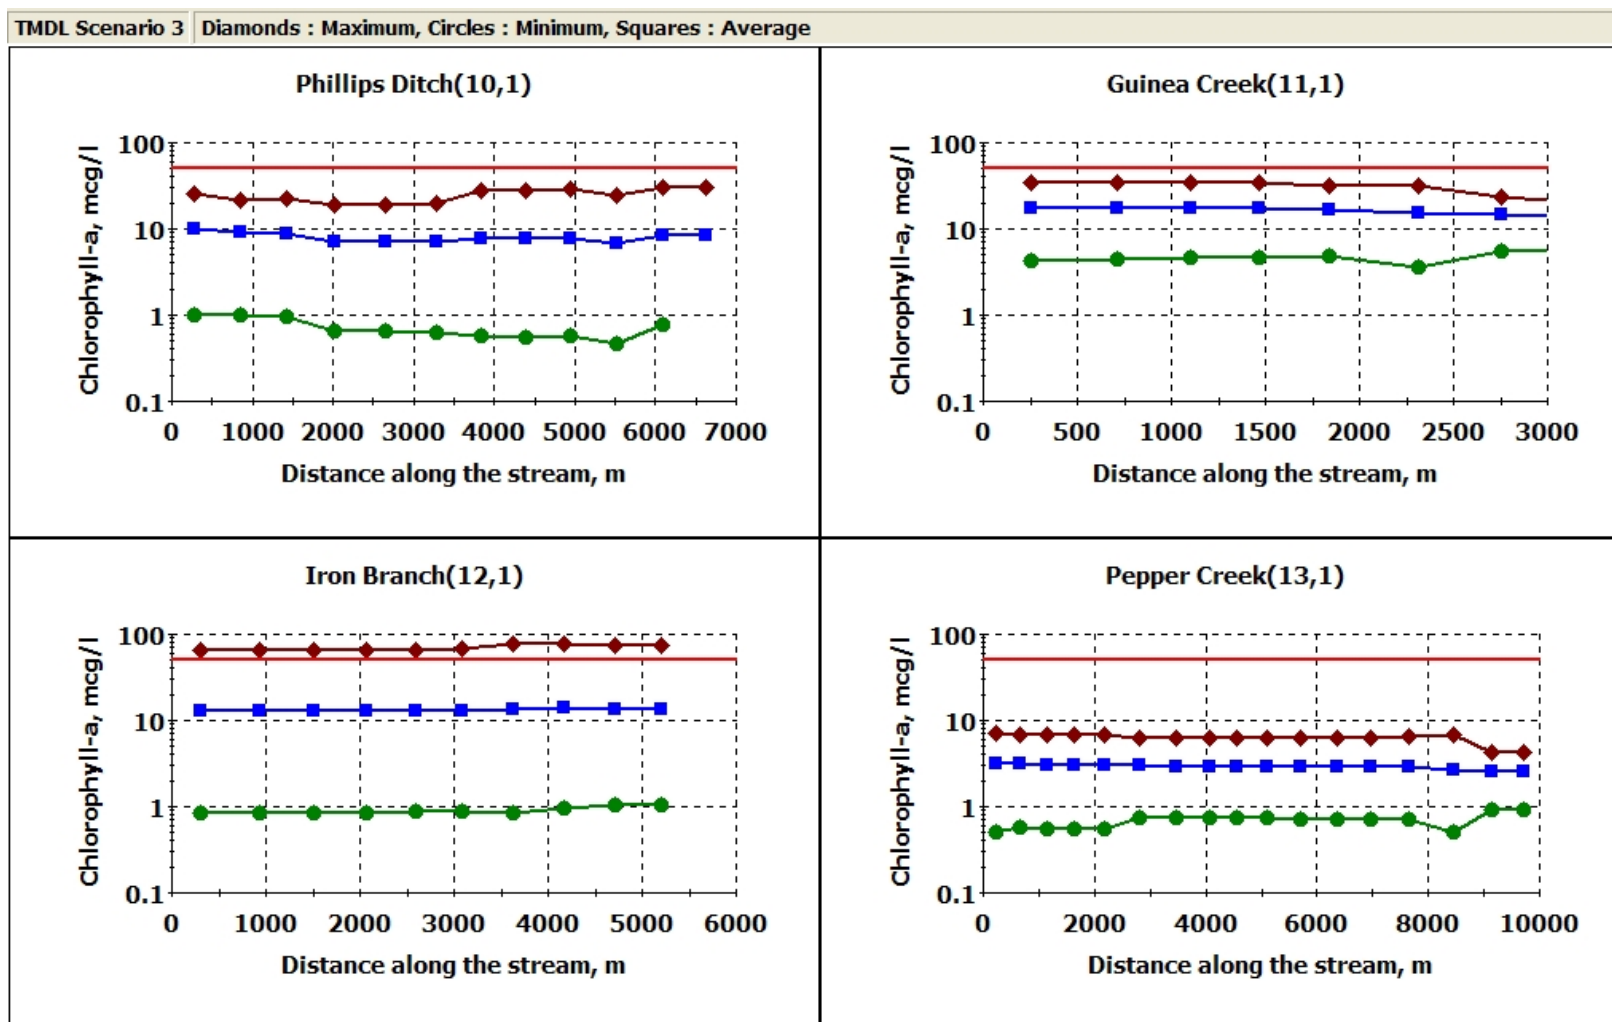 TMDL Scenario 3 Diamonds : Maximum, Circles : Minimum, Squares : Average
Phillips Ditch(10,1)
Chlorophyll-a, mcg/l
100
10
1
0.1
0 1000 2000 3000 4000 5000 6000 7000
Distance along the stream, m
Guinea Creek(11,1)
Chlorophyll-a, mcg/l
100
10
1
0.1
0 500 1000 1500 2000 2500 3000
Distance along the stream, m
Iron Branch(12,1)
Chlorophyll-a, mcg/l
100
10
1
0.1
0 1000 2000 3000 4000 5000 6000
Distance along the stream, m
Pepper Creek(13,1)
Chlorophyll-a, mcg/l
100
10
1
0.1
0 2000 4000 6000 8000 10000
Distance along the stream, m